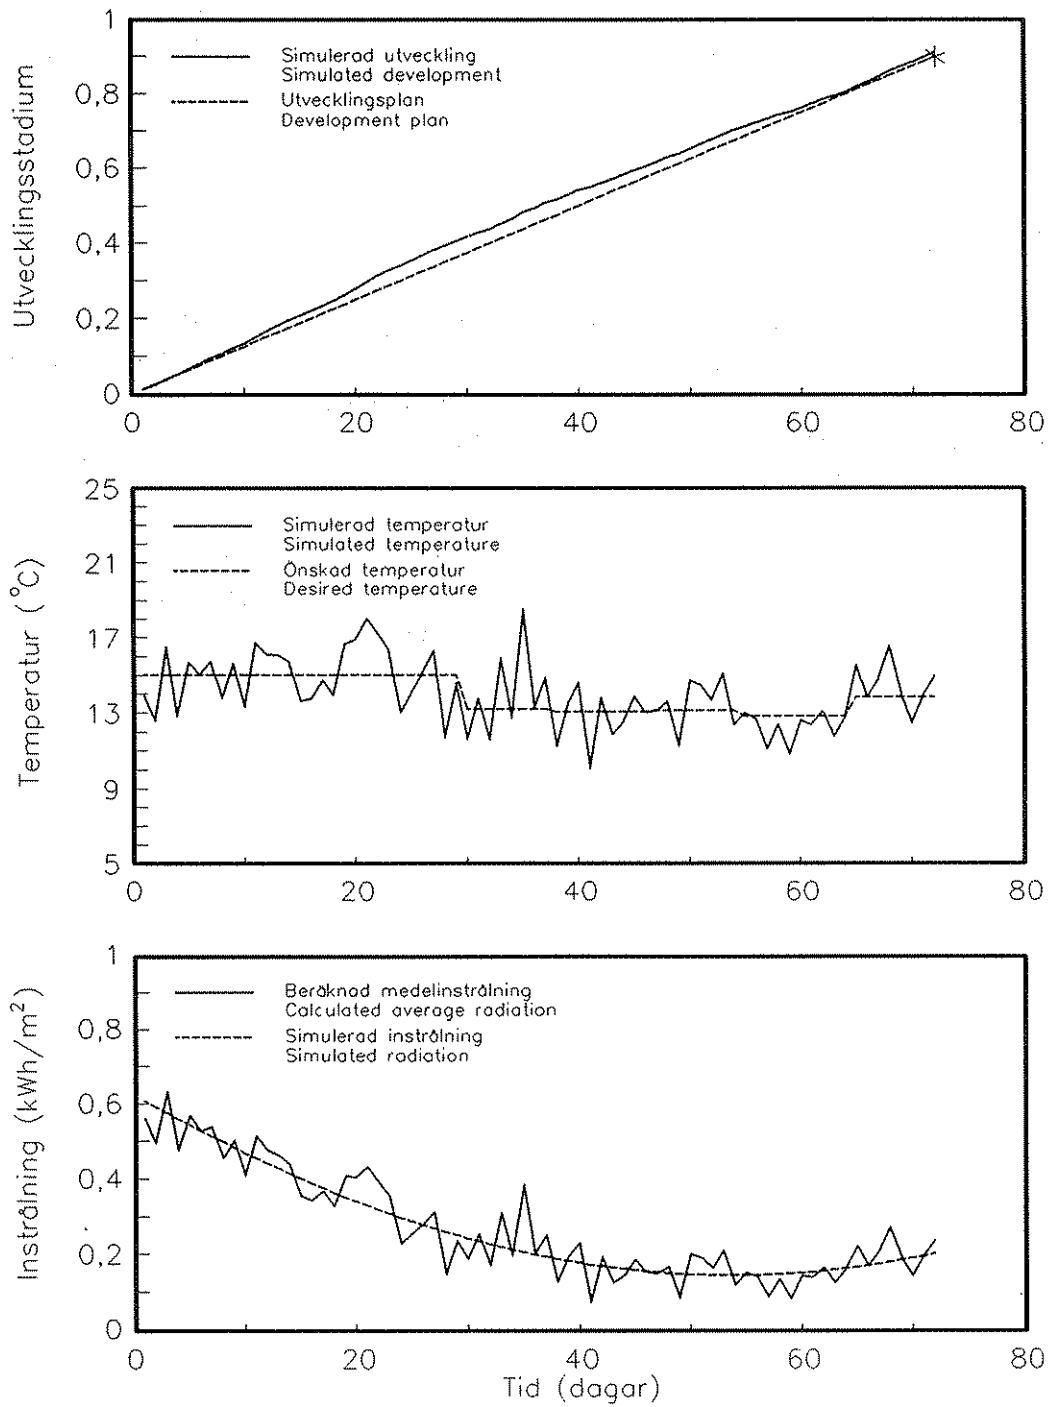 1
0,8
0,6
0,4
0,2
0
Utvecklingsstadium
Simulerad utveckling
Simulated development
Utvecklingsplan
Development plan
0 20 40 60 80
25
21
17
13
9
5
Temperatur (°C)
Simulerad temperatur
Simulated temperature
Önskad temperatur
Desired temperature
0 20 40 60 80
1
0,8
0,6
0,4
0,2
0
Instrålning (kWh/m²)
Beräknad medelinstrålning
Calculated average radiation
Simulerad instrålning
Simulated radiation
0 20 40 60 80
Tid (dagar)